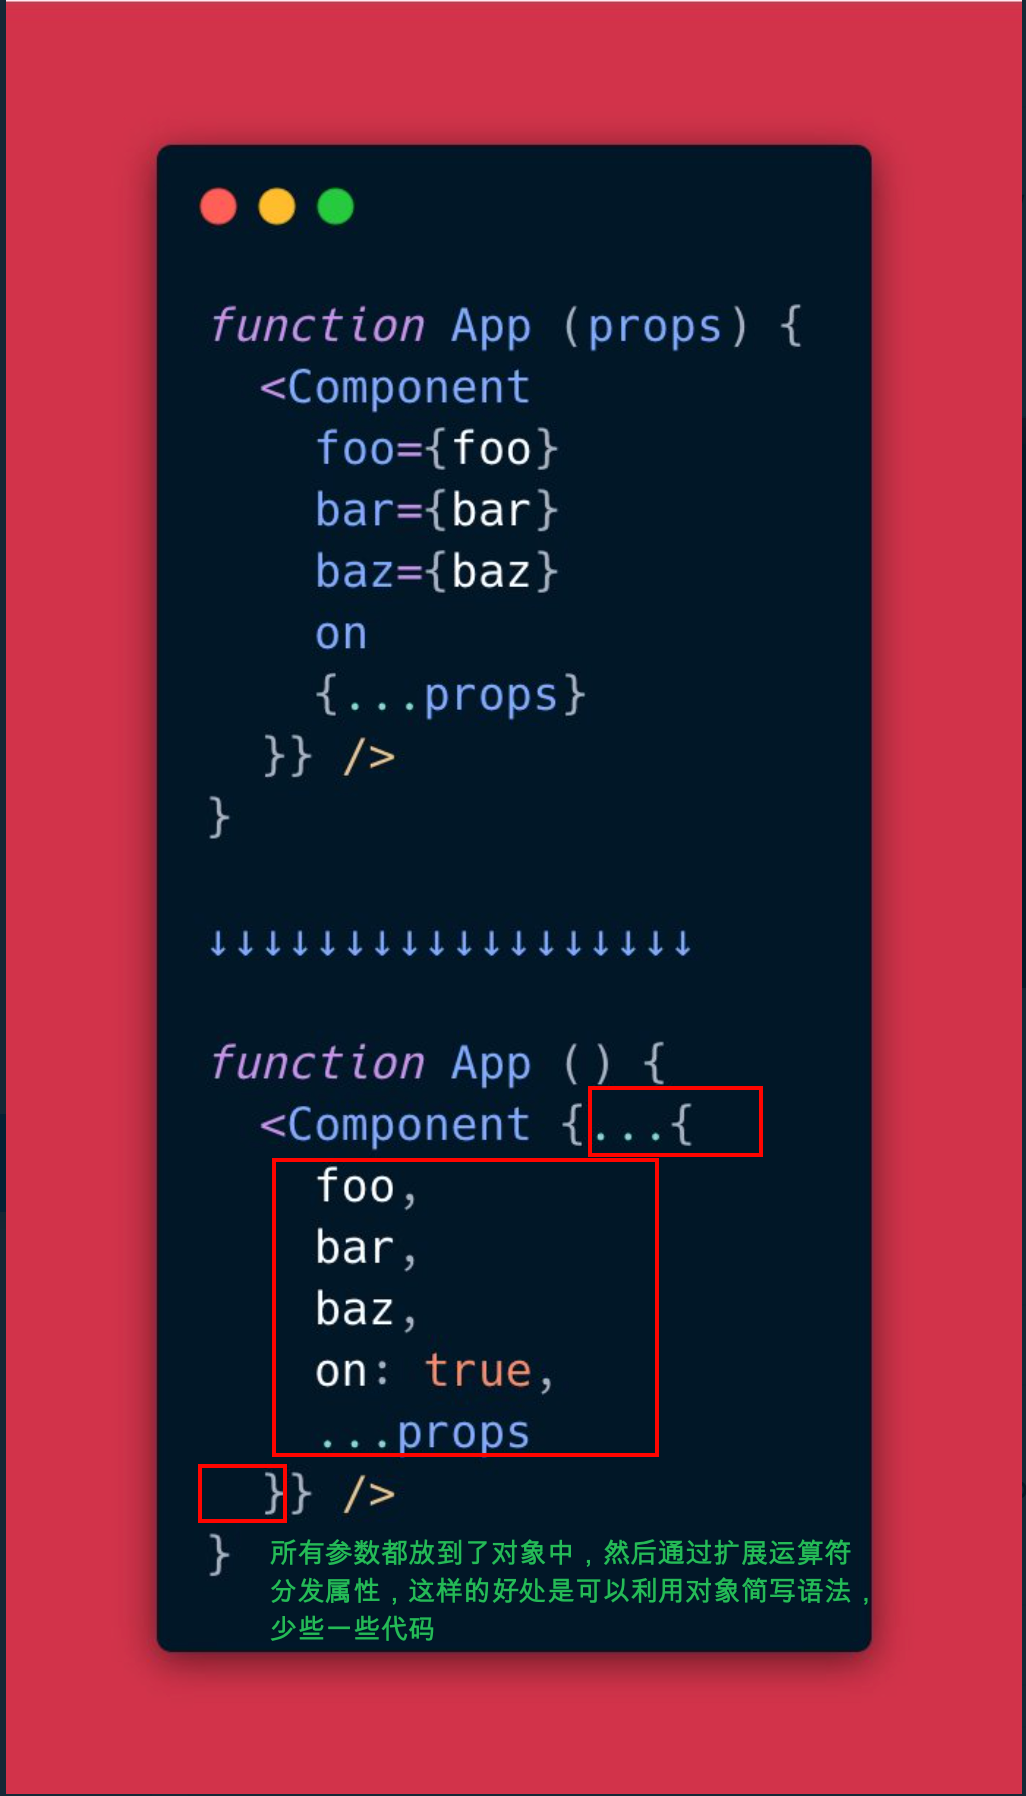 function App (props) {
<Component
foo={foo}
bar={bar}
baz={baz}
on
{...props}
}} />
}
↓↓↓↓↓↓↓↓↓↓↓↓↓↓↓↓↓↓
function App () {
<Component {...{
foo,
bar,
baz,
on: true,
...props
}} />
}
所有参数都放到了对象中，然后通过扩展运算符
分发属性，这样的好处是可以利用对象简写语法，
少些一些代码